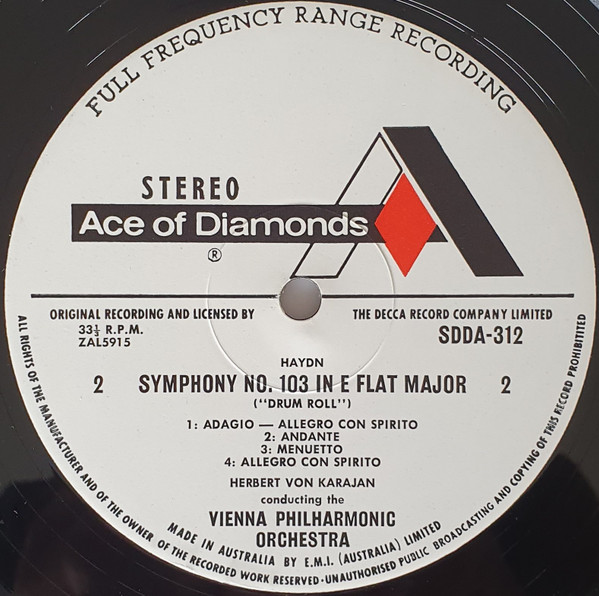 FULL FREQUENCY RANGE RECORDING
STEREO
Ace of Diamonds
®
ORIGINAL RECORDING AND LICENSED BY THE DECCA RECORD COMPANY LIMITED
33⅓ R.P.M. SDDA-312
ZAL5915
HAYDN
2 SYMPHONY NO. 103 IN E FLAT MAJOR 2
("DRUM ROLL")
1: ADAGIO — ALLEGRO CON SPIRITO
2: ANDANTE
3: MENUETTO
4: ALLEGRO CON SPIRITO
HERBERT VON KARAJAN
conducting the
VIENNA PHILHARMONIC
ORCHESTRA
MADE IN AUSTRALIA BY E.M.I. (AUSTRALIA) LIMITED
ALL RIGHTS OF THE MANUFACTURER AND OF THE OWNER OF THE RECORDED WORK RESERVED · UNAUTHORISED PUBLIC BROADCASTING AND COPYING OF THIS RECORD PROHIBITITED